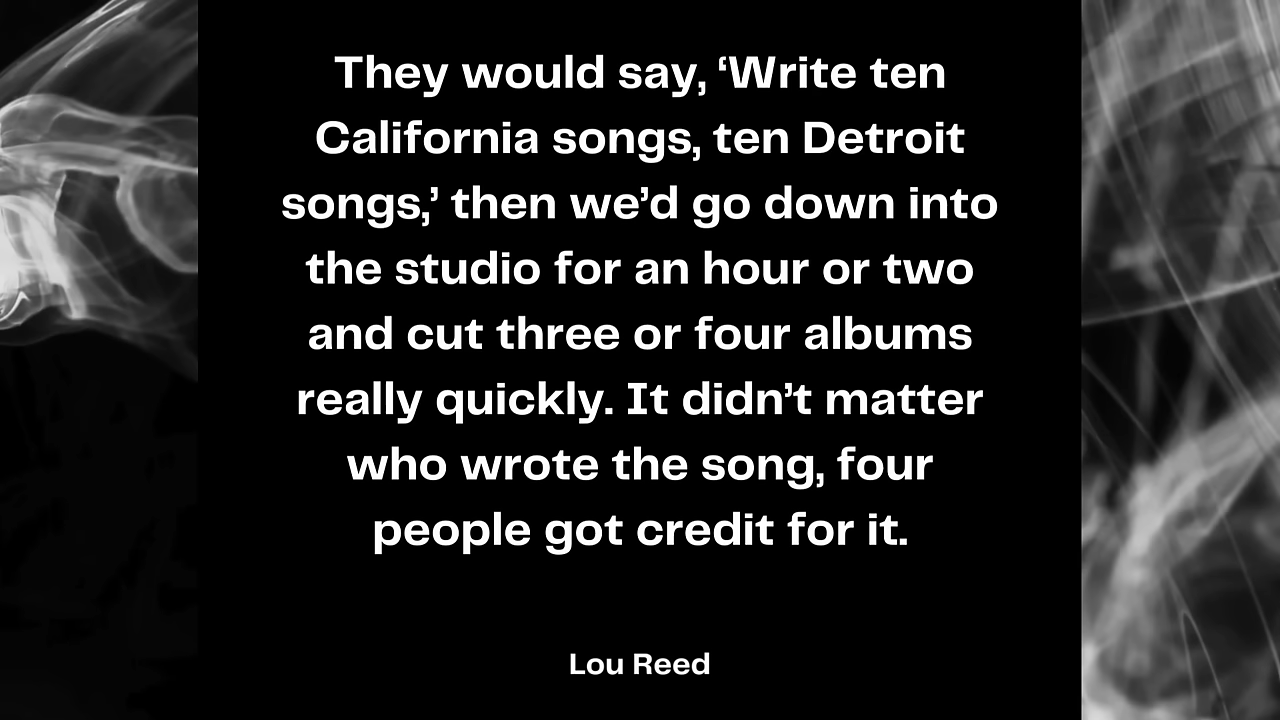 They would say, ‘Write ten
California songs, ten Detroit
songs,’ then we’d go down into
the studio for an hour or two
and cut three or four albums
really quickly. It didn’t matter
who wrote the song, four
people got credit for it.
Lou Reed